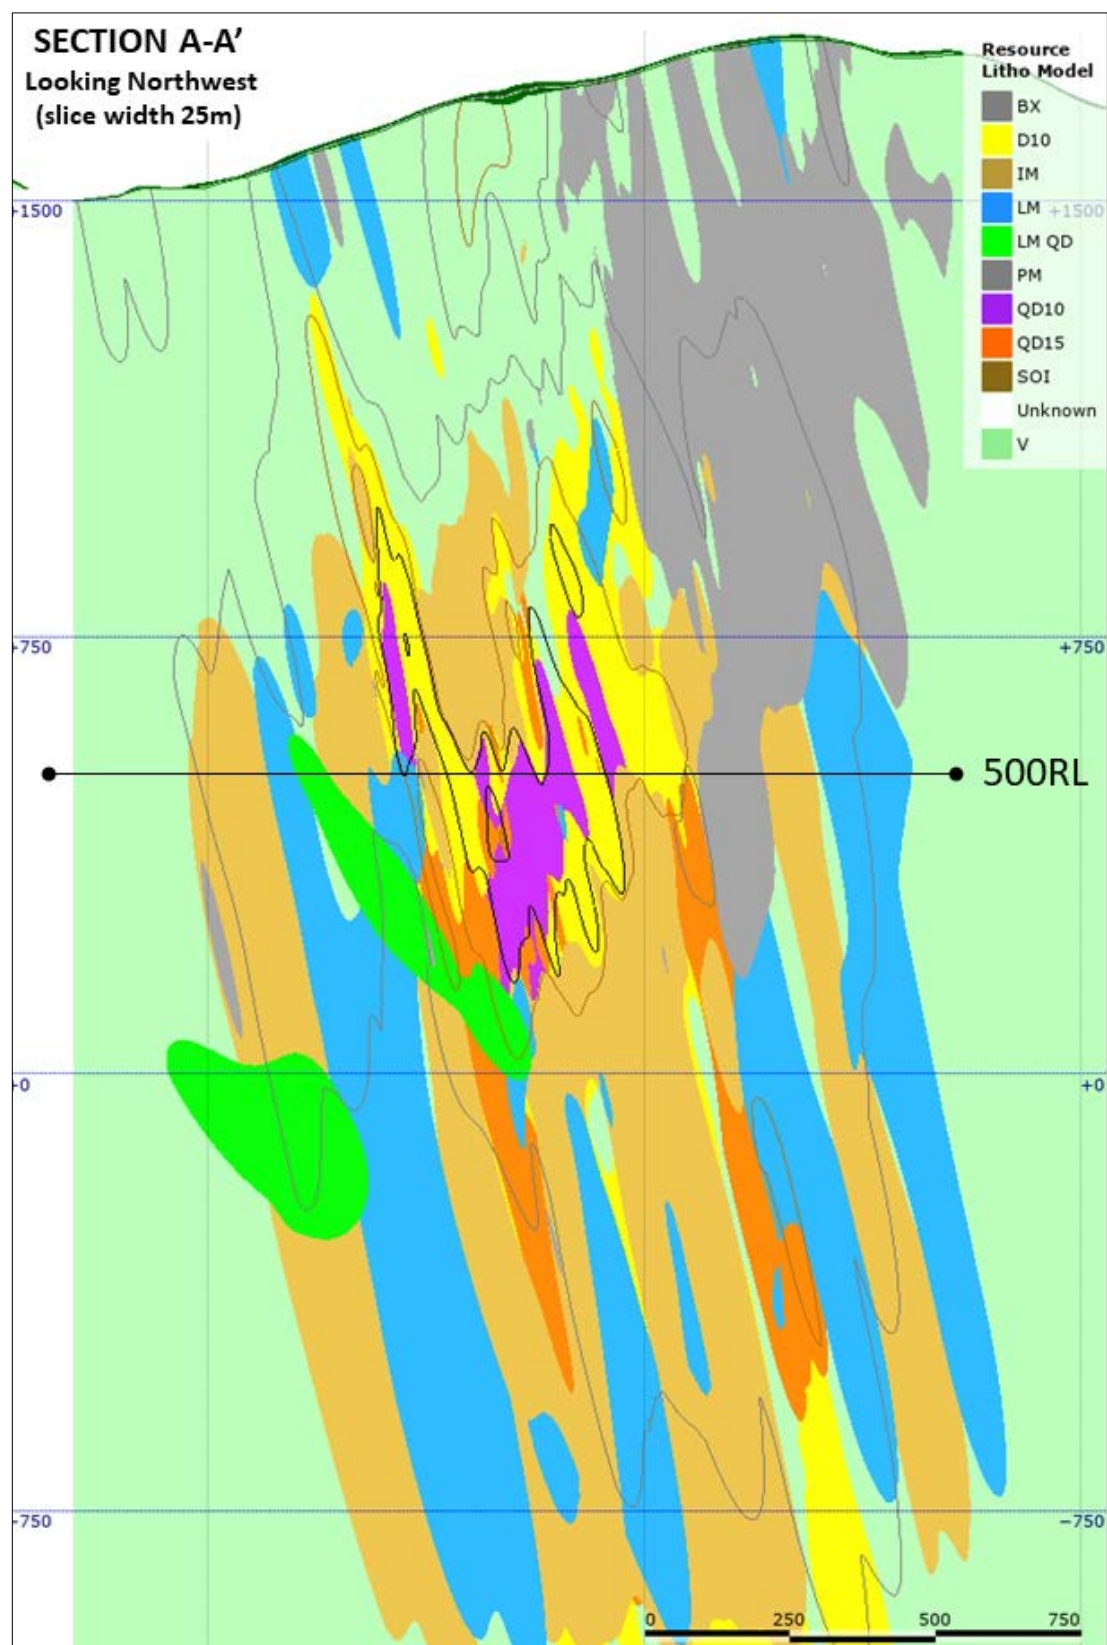 SECTION A-A’
Looking Northwest
(slice width 25m)
Resource
Litho Model
BX
D10
IM
LM
LM QD
PM
QD10
QD15
SOI
Unknown
V
+1500 +1500
+750 +750
500RL
+0 +0
-750 −750
0 250 500 750